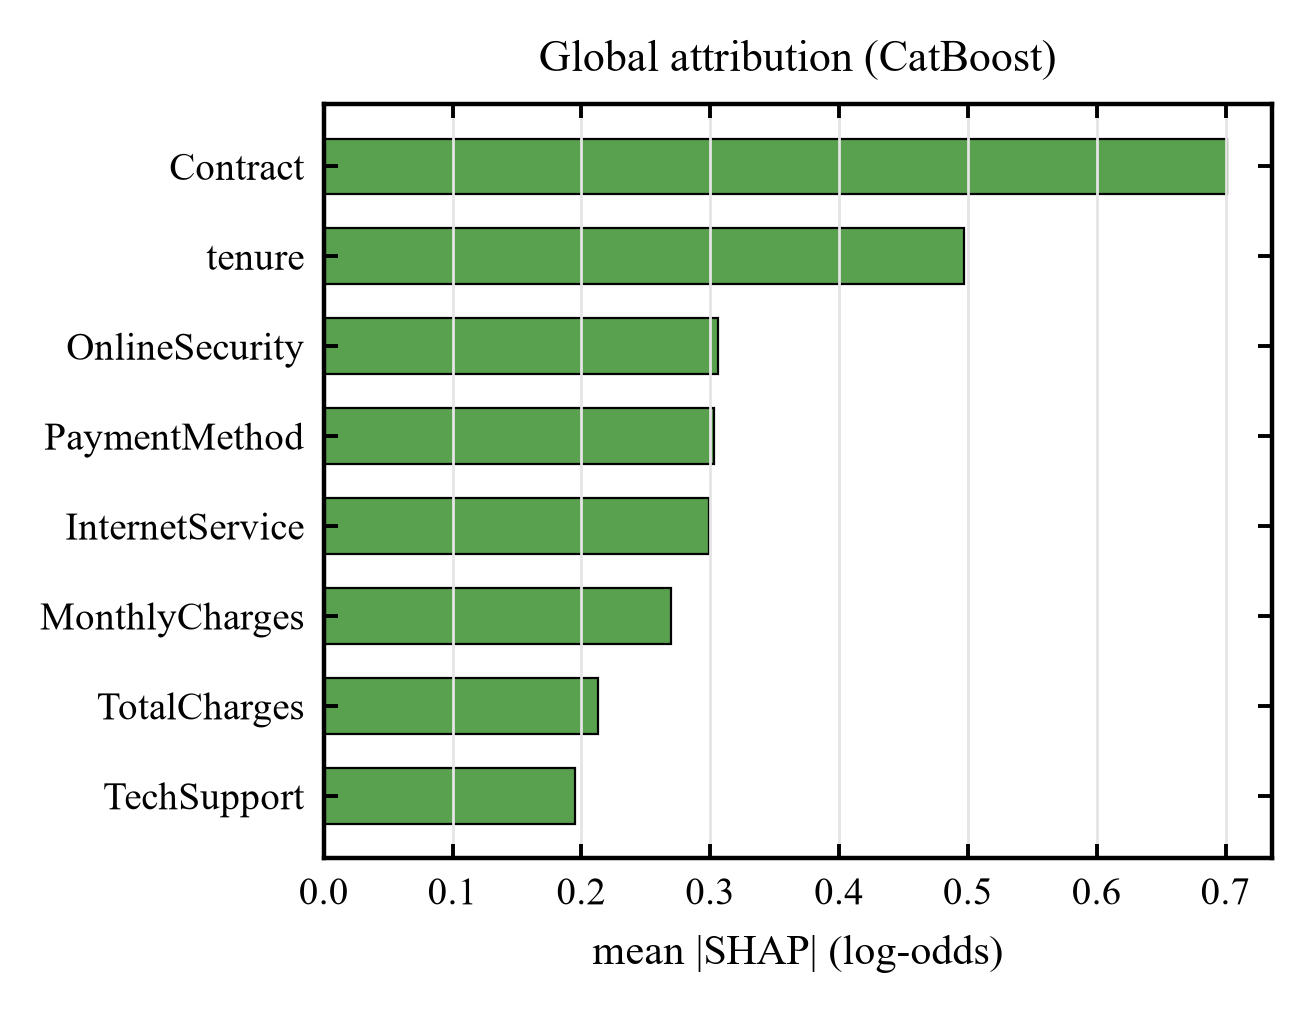 Global attribution (CatBoost)
Contract
tenure
OnlineSecurity
PaymentMethod
InternetService
MonthlyCharges
TotalCharges
TechSupport
0.0 0.1 0.2 0.3 0.4 0.5 0.6 0.7
mean |SHAP| (log-odds)